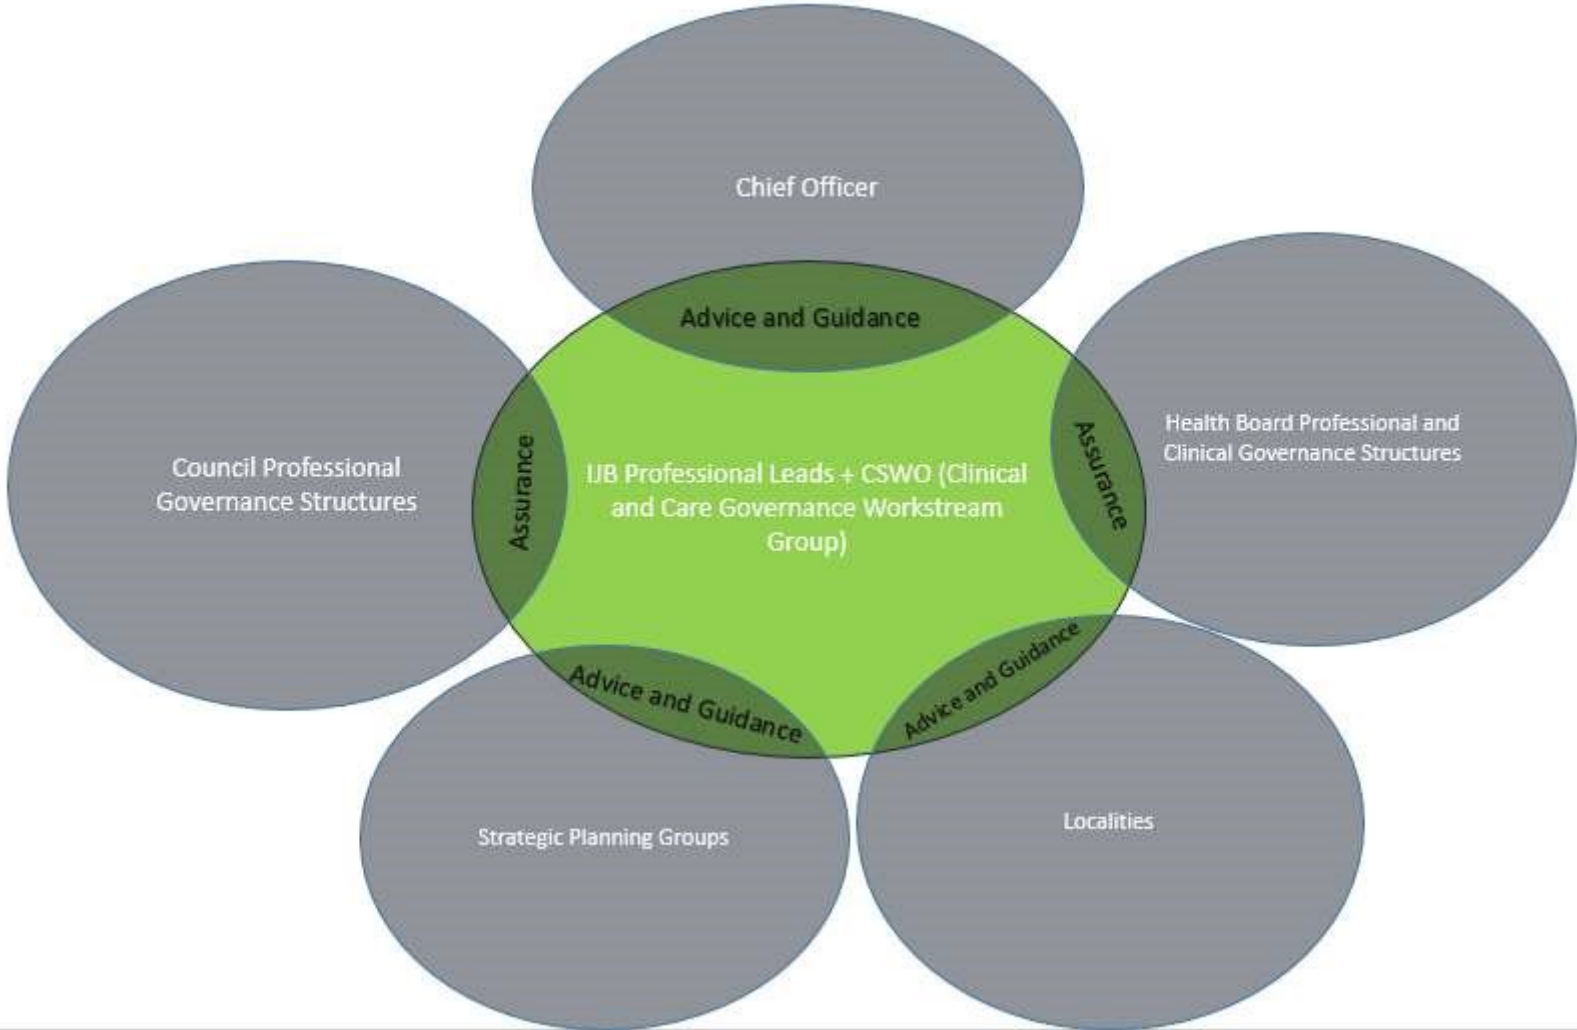 Chief Officer
Advice and Guidance
Council Professional
Governance Structures
Assurance
IJB Professional Leads + CSWO (Clinical
and Care Governance Workstream
Group)
Assurance
Health Board Professional and
Clinical Governance Structures
Advice and Guidance
Advice and Guidance
Strategic Planning Groups
Localities